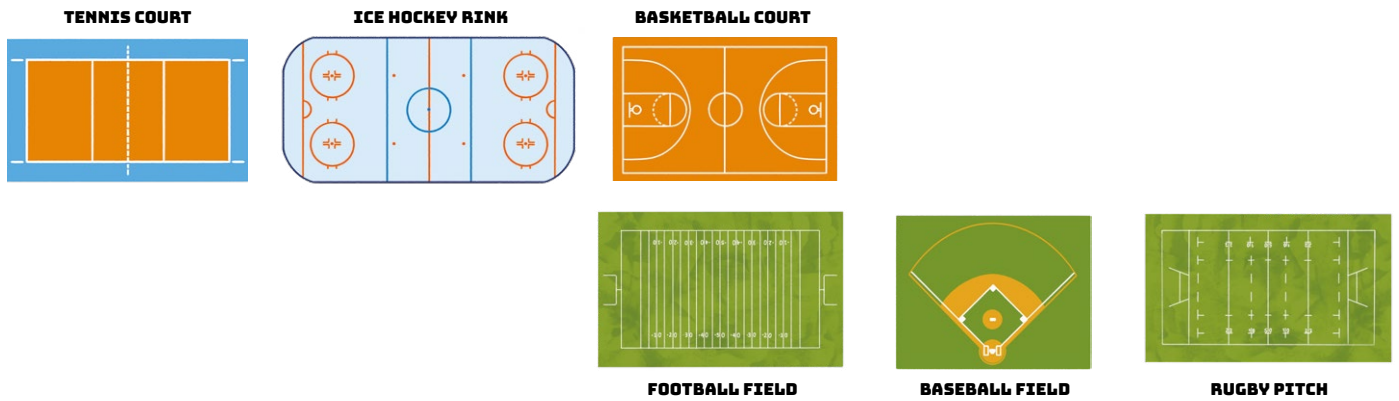 TENNIS COURT
ICE HOCKEY RINK
BASKETBALL COURT
FOOTBALL FIELD
BASEBALL FIELD
RUGBY PITCH